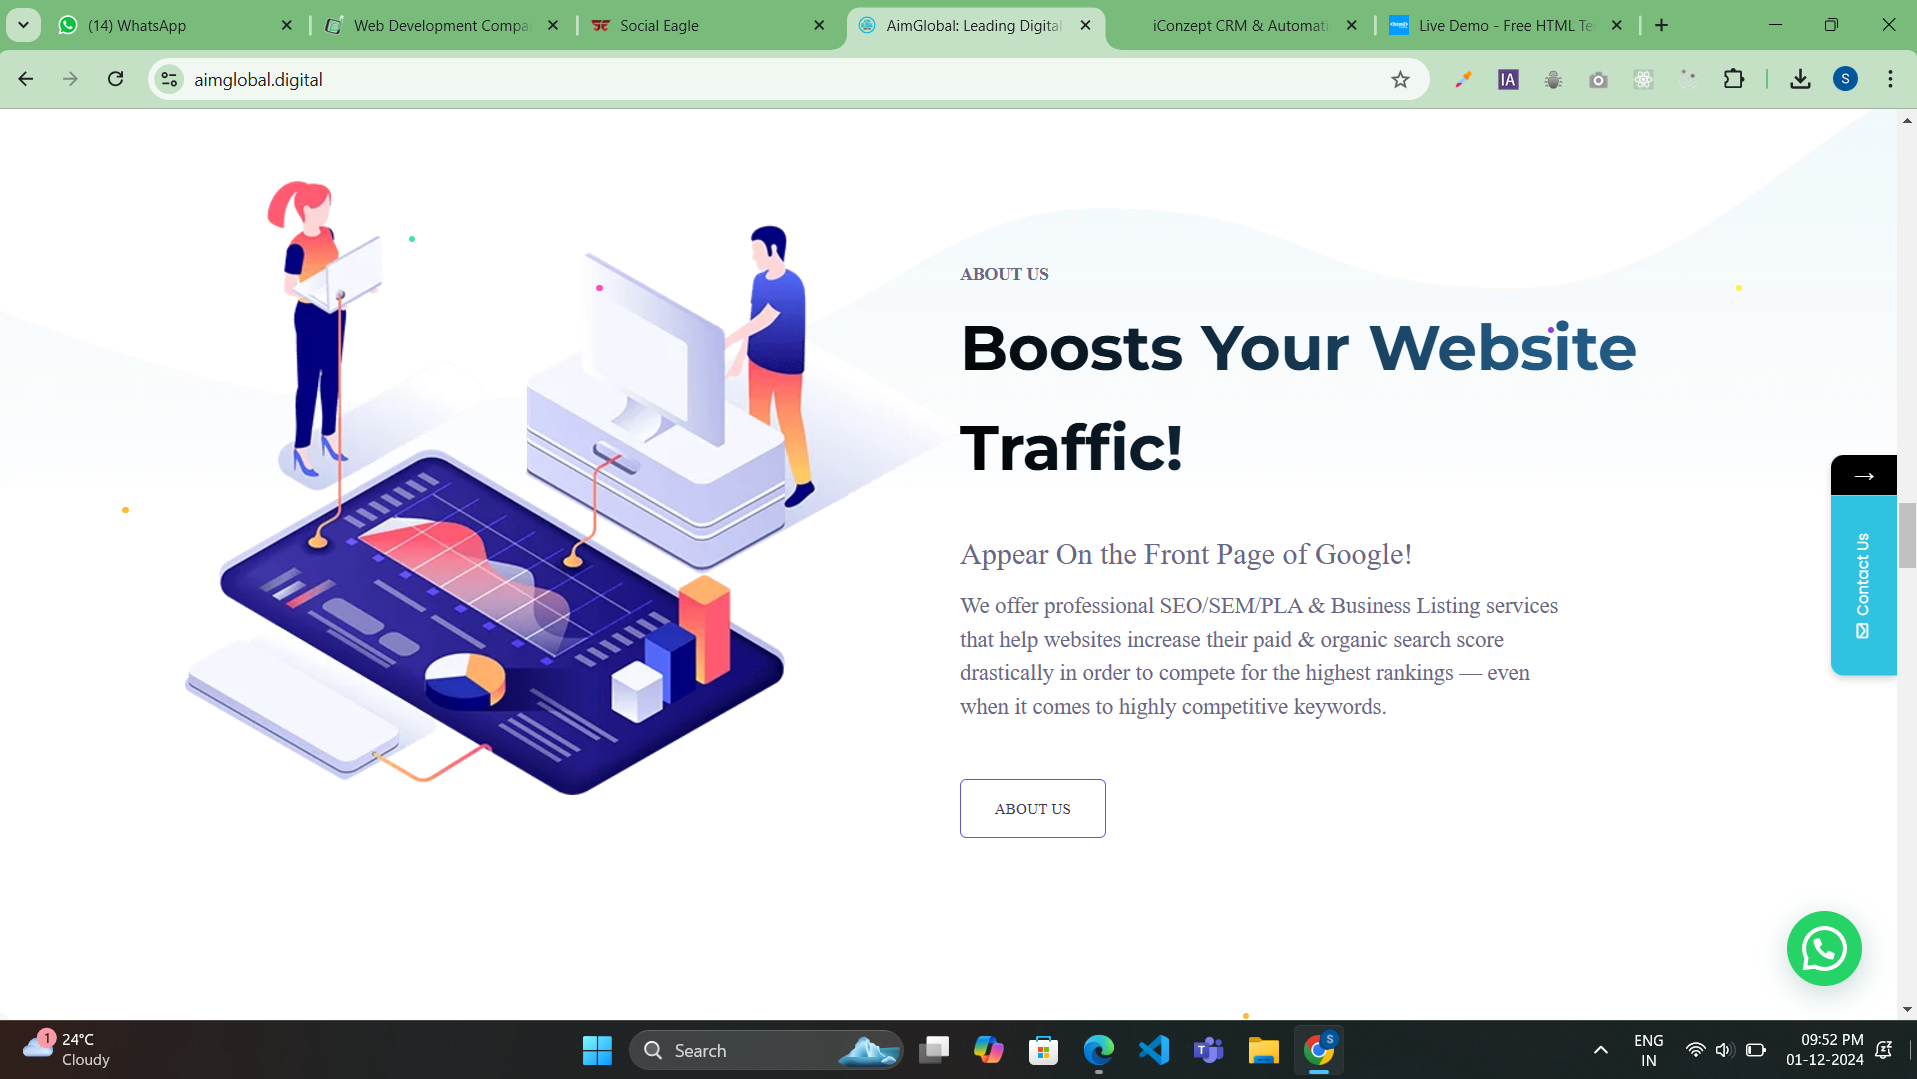 (14) WhatsApp
Web Development Compa
Social Eagle
AimGlobal: Leading Digital
iConzept CRM & Automati
Live Demo - Free HTML Te
aimglobal.digital
IA
S
ABOUT US
Boosts Your Website
Traffic!
Appear On the Front Page of Google!
We offer professional SEO/SEM/PLA & Business Listing services
that help websites increase their paid & organic search score
drastically in order to compete for the highest rankings — even
when it comes to highly competitive keywords.
ABOUT US
→
Contact Us
1
24°C
Cloudy
Search
S
ENG
IN
09:52 PM
01-12-2024